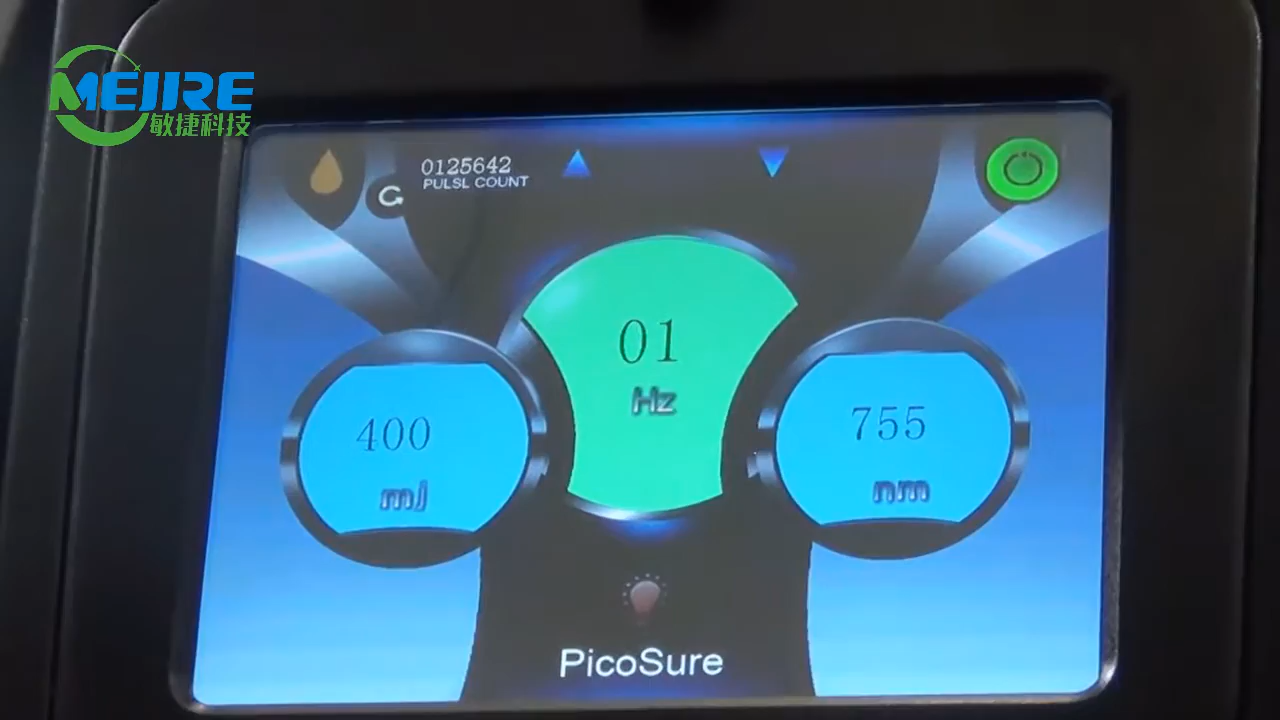 MEJIRE
敏捷科技
0125642
PULSL COUNT
01
Hz
400
mj
755
nm
PicoSure